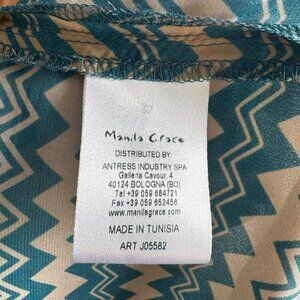 Manila Grace
DISTRIBUTED BY:
ANTRESS INDUSTRY SPA
Galleria Cavour, 4
40124 BOLOGNA (BO)
Tel +39 059 684721
Fax +39 059 652456
www.manilagrace.com
MADE IN TUNISIA
ART J05582